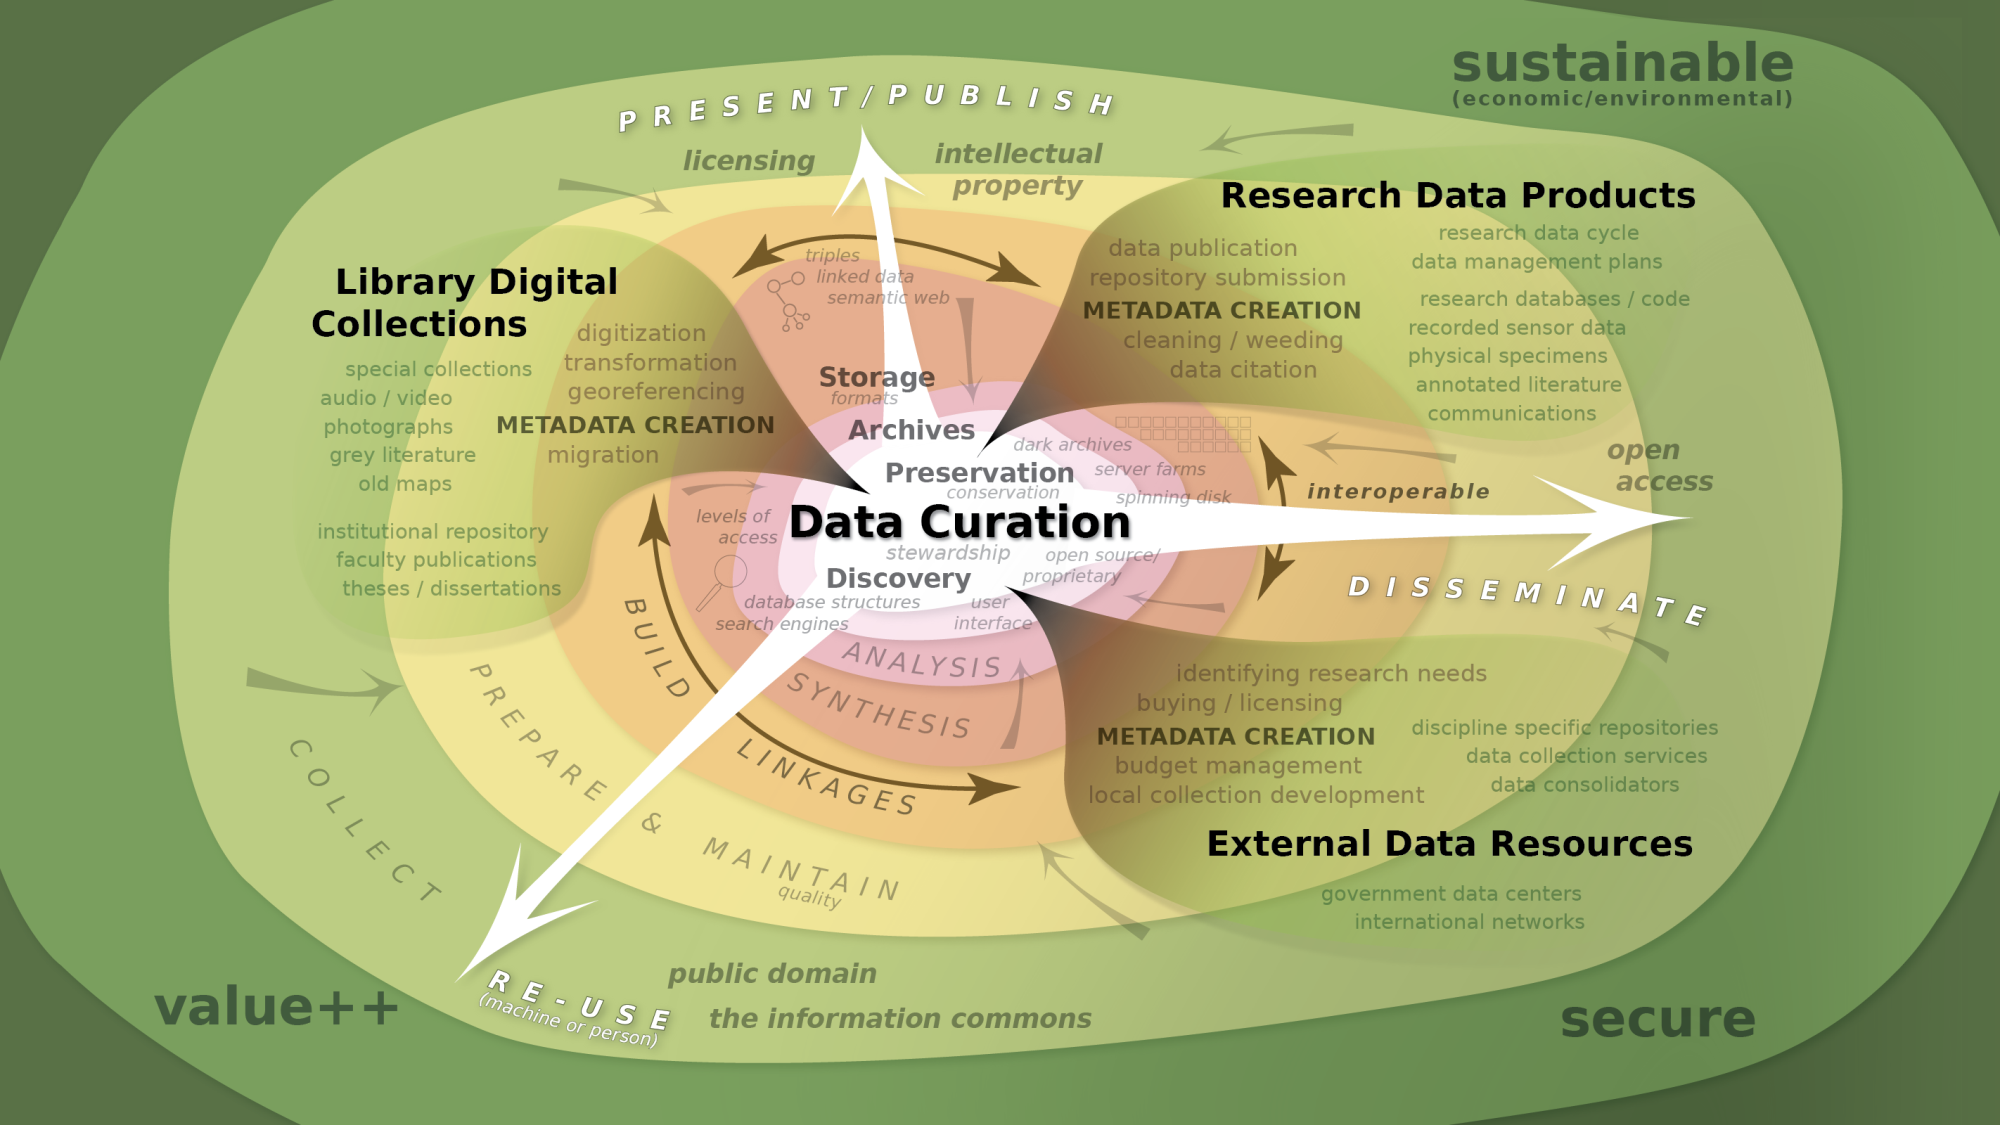 sustainable
(economic/environmental)
PRESENT/PUBLISH
licensing
intellectual
property
Research Data Products
research data cycle
data management plans
research databases / code
recorded sensor data
physical specimens
annotated literature
communications
data publication
repository submission
METADATA CREATION
cleaning / weeding
data citation
Library Digital
Collections
special collections
audio / video
photographs
grey literature
old maps
institutional repository
faculty publications
theses / dissertations
digitization
transformation
georeferencing
METADATA CREATION
migration
triples
linked data
semantic web
Storage
formats
Archives
dark archives
Preservation
server farms
conservation
spinning disk
levels of
access
Data Curation
stewardship
open source/
proprietary
Discovery
database structures
search engines
user
interface
interoperable
open
access
DISSEMINATE
ANALYSIS
SYNTHESIS
BUILD
LINKAGES
PREPARE & MAINTAIN
quality
COLLECT
identifying research needs
buying / licensing
METADATA CREATION
budget management
local collection development
discipline specific repositories
data collection services
data consolidators
External Data Resources
government data centers
international networks
value++
RE-USE
(machine or person)
public domain
the information commons
secure